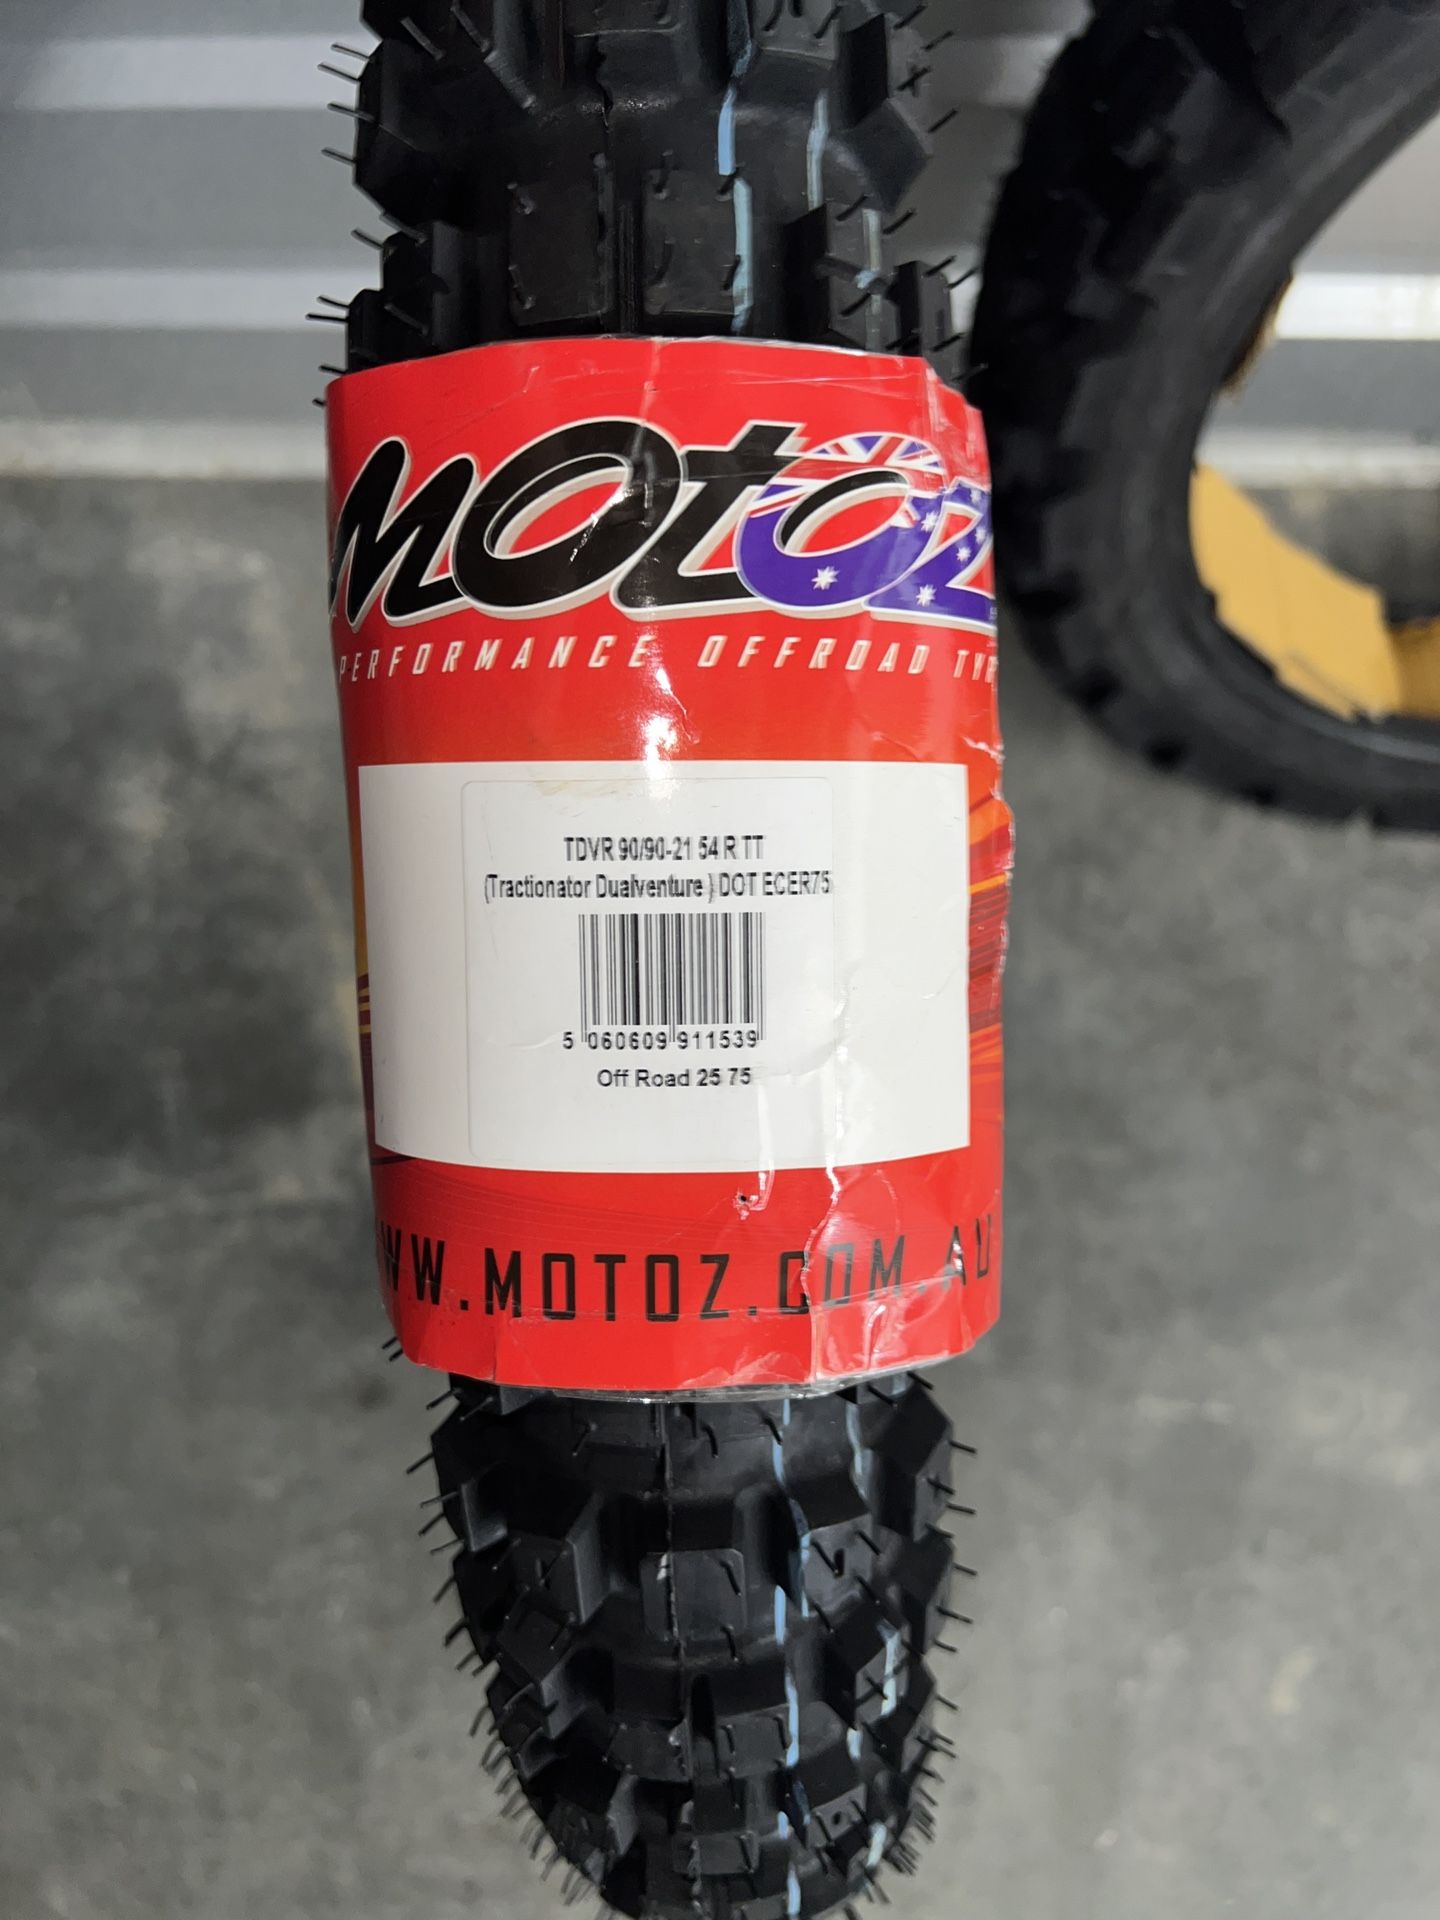 MOTOZ
PERFORMANCE OFFROAD TYR
TDVR 90/90-21 54 R TT
(Tractionator Dualventure ) DOT ECER75
5 060609 911539
Off Road 25 75
WW.MOTOZ.COM.AU